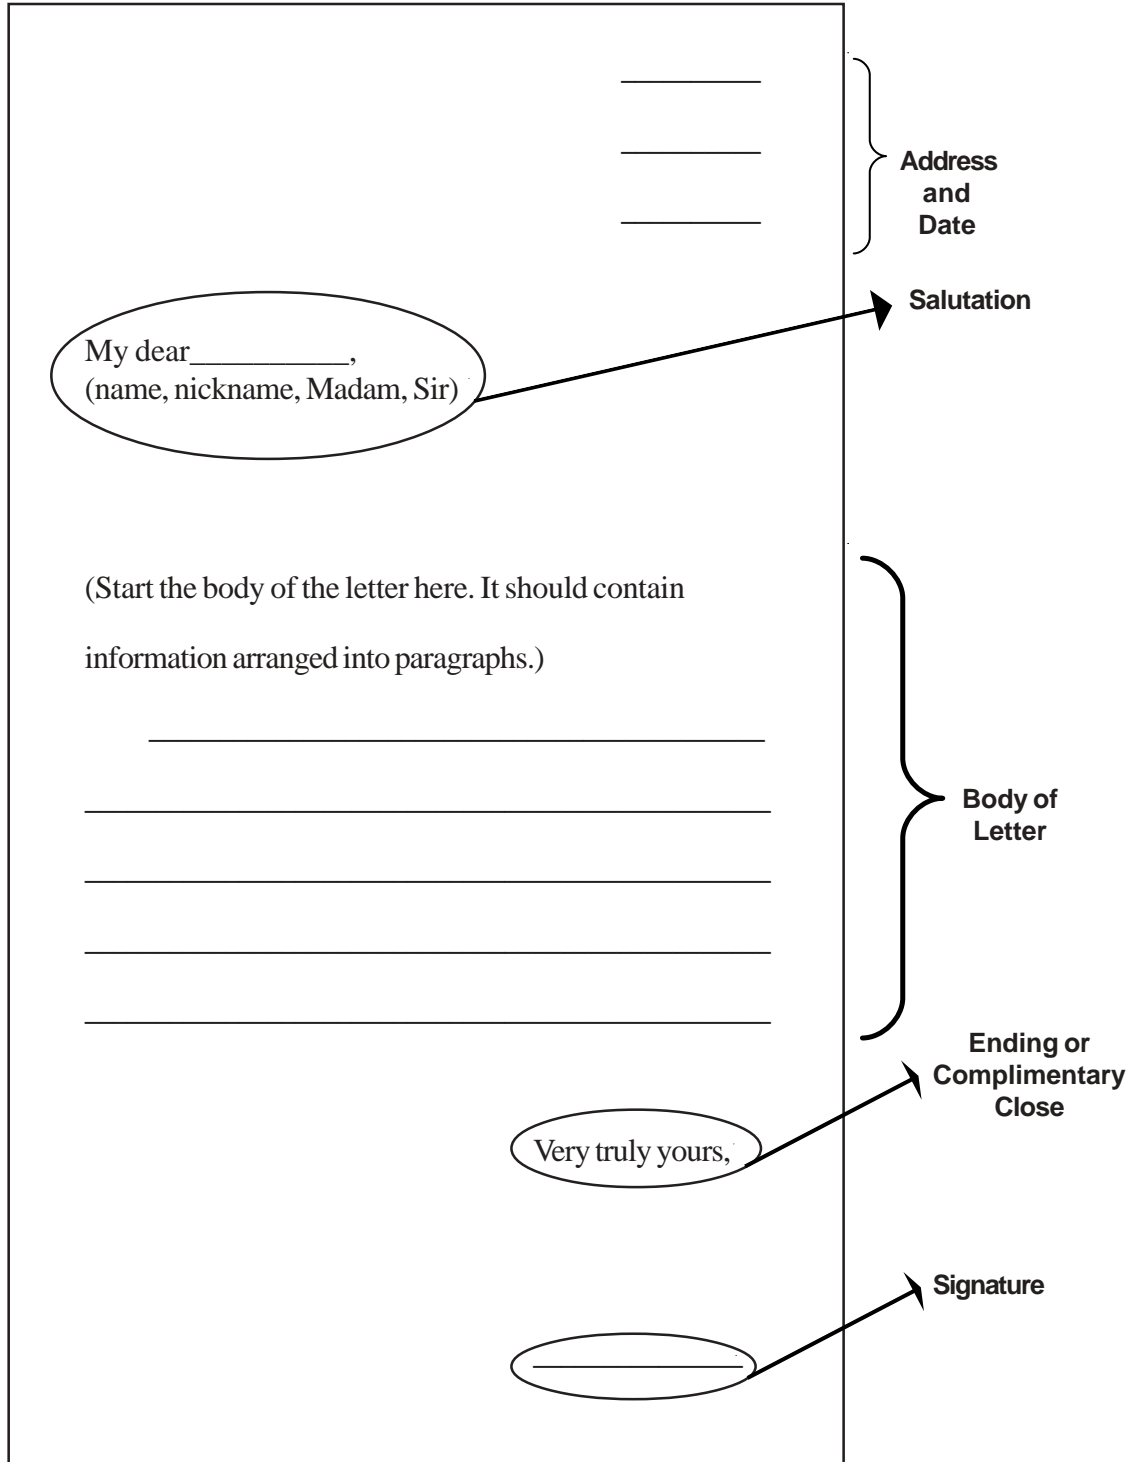 Address
and
Date
Salutation
My dear__________,
(name, nickname, Madam, Sir)
(Start the body of the letter here. It should contain
information arranged into paragraphs.)
Body of
Letter
Ending or
Complimentary
Close
Very truly yours,
Signature